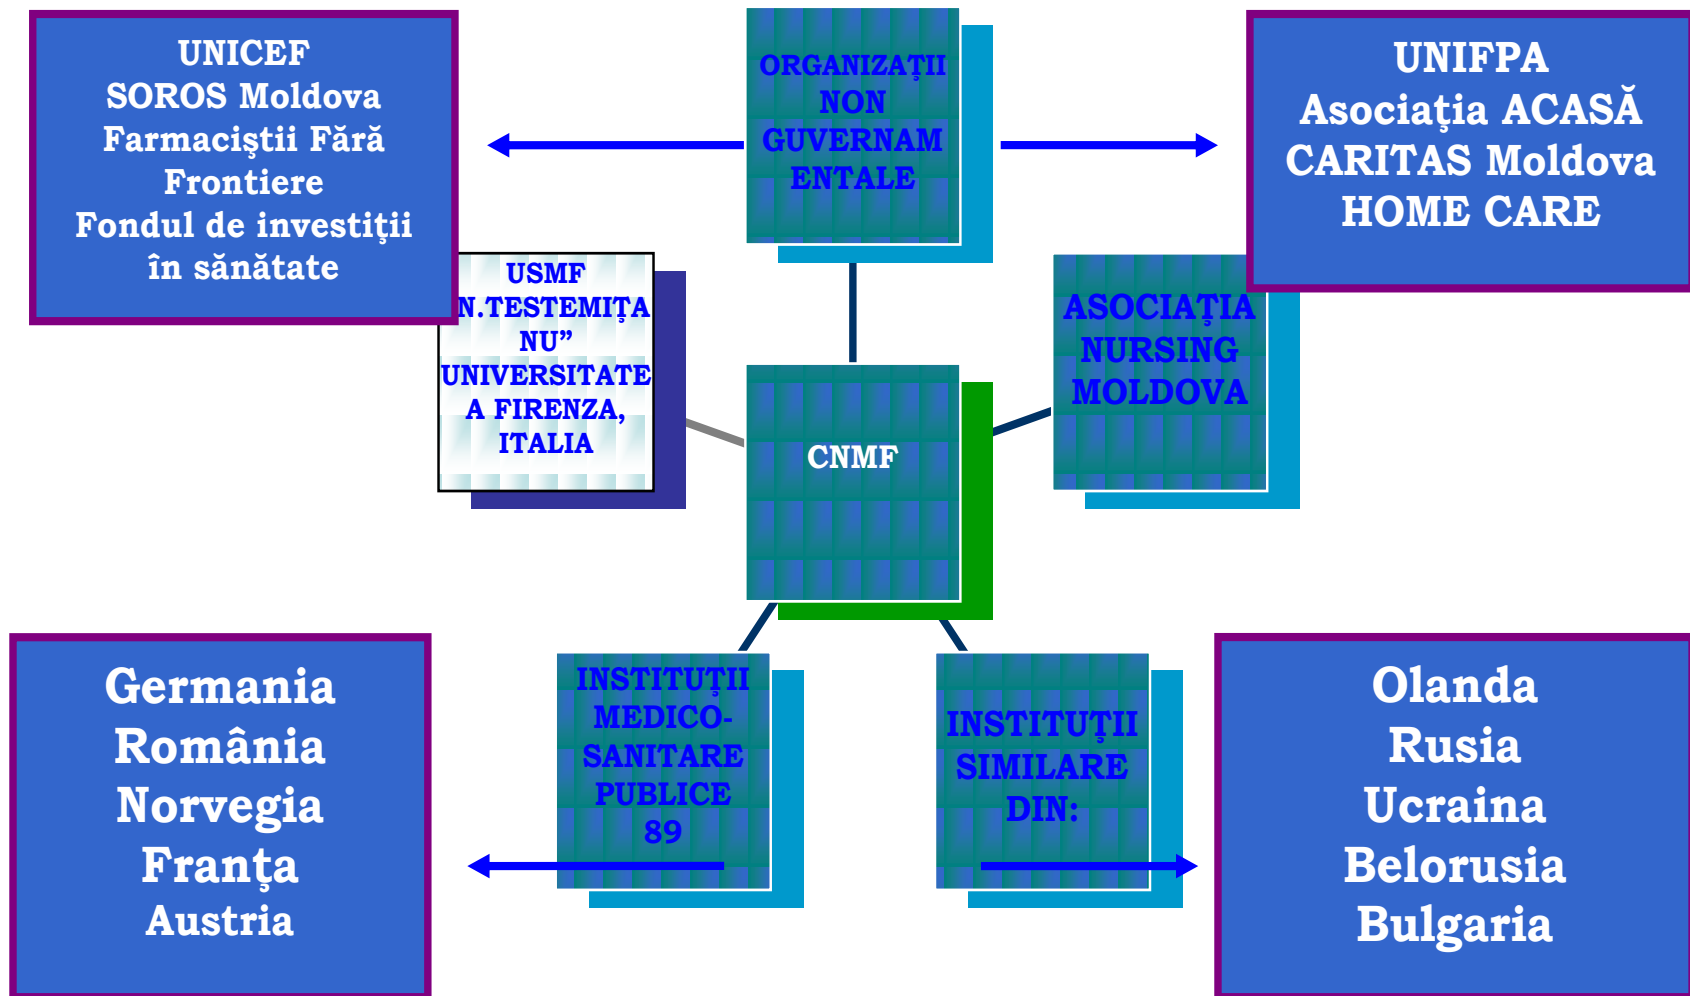 UNICEF
SOROS Moldova
Farmaciştii Fără
Frontiere
Fondul de investiţii
în sănătate
ORGANIZAŢII
NON
GUVERNAM
ENTALE
UNIFPA
Asociaţia ACASĂ
CARITAS Moldova
HOME CARE
USMF
N.TESTEMIŢA
NU”
UNIVERSITATE
A FIRENZA,
ITALIA
ASOCIAŢIA
NURSING
MOLDOVA
CNMF
Germania
România
Norvegia
Franţa
Austria
INSTITUŢII
MEDICO-
SANITARE
PUBLICE
89
INSTITUŢII
SIMILARE
DIN:
Olanda
Rusia
Ucraina
Belorusia
Bulgaria